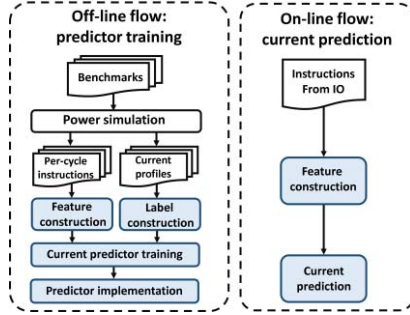 Off-line flow:
predictor training
Benchmarks
Power simulation
Per-cycle
instructions
Current
profiles
Feature
construction
Label
construction
Current predictor training
Predictor implementation
On-line flow:
current prediction
Instructions
From IO
Feature
construction
Current
prediction